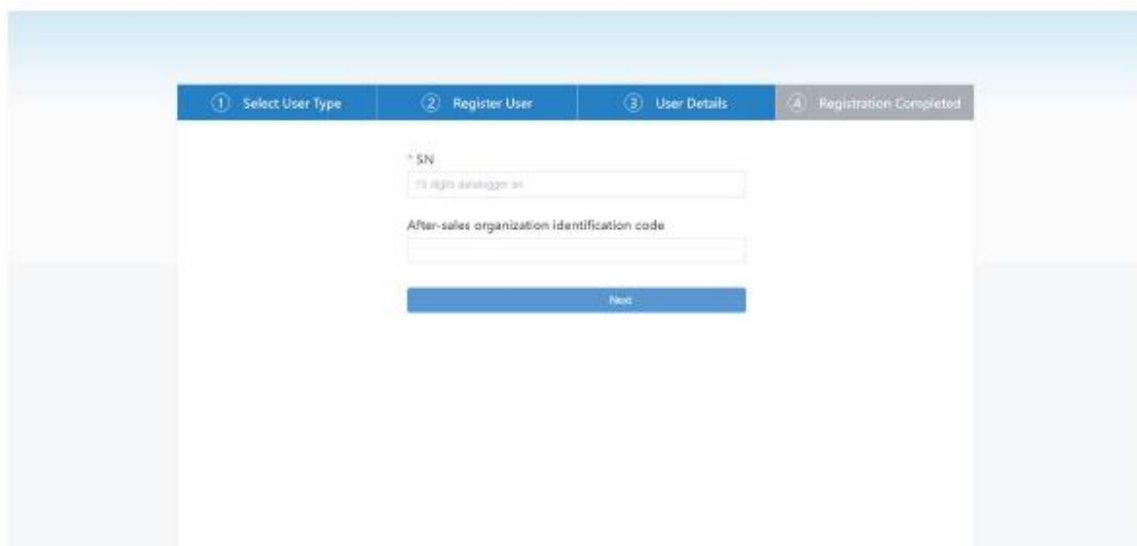 ① Select User Type ② Register User ③ User Details ④ Registration Completed
* SN
digits datalogger sn
After-sales organization identification code
Next